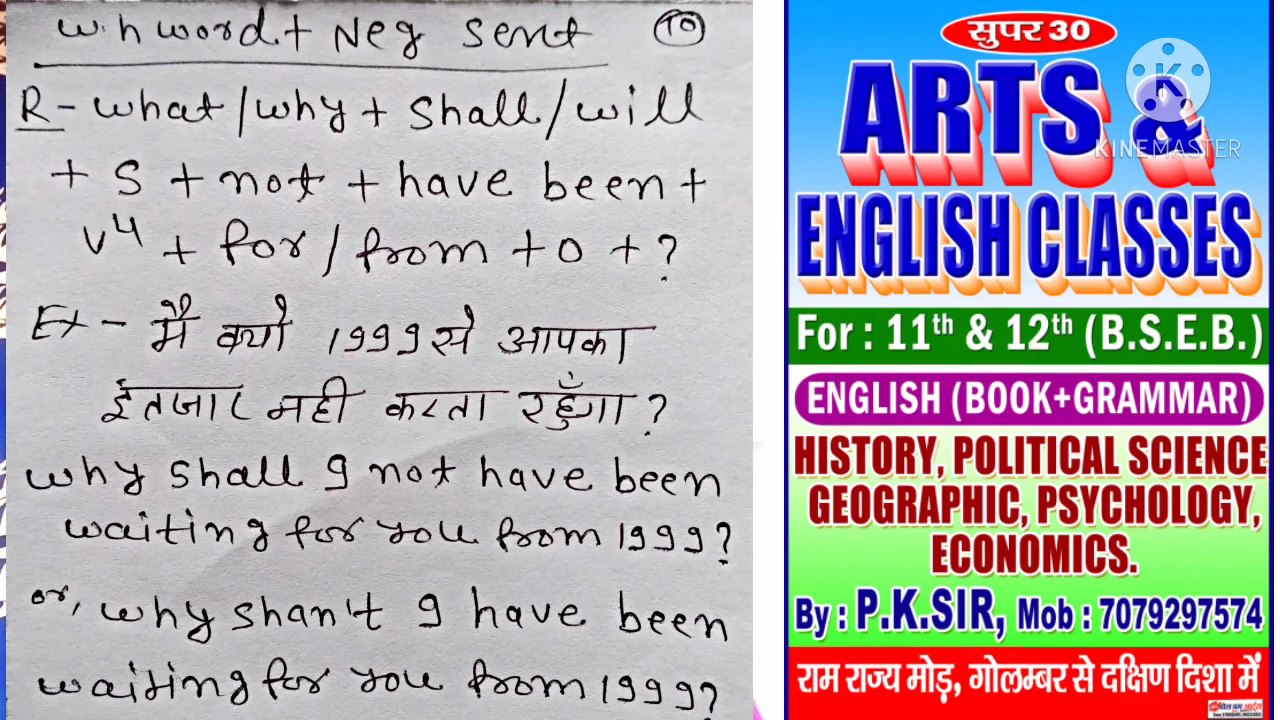 w.h word + Neg sent 10
R - what/why + shall/will
+ S + not + have been +
v4 + for/from + o + ?
Ex - मैं क्यों 1999 से आपका
इंतजार नही करता रहुँगा?
why shall I not have been
waiting for you from 1999?
or, why shan't I have been
waiting for you from 1999?
सुपर 30
ARTS &
K
KINEMASTER
ENGLISH CLASSES
For : 11th & 12th (B.S.E.B.)
ENGLISH (BOOK+GRAMMAR)
HISTORY, POLITICAL SCIENCE
GEOGRAPHIC, PSYCHOLOGY,
ECONOMICS.
By : P.K.SIR, Mob : 7079297574
राम राज्य मोड़, गोलम्बर से दक्षिण दिशा में